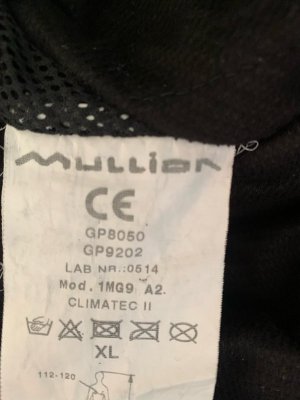 Mullion
CE
GP8050
GP9202
LAB NR.:0514
Mod. 1MG9 A2.
CLIMATEC II
XL
112-120